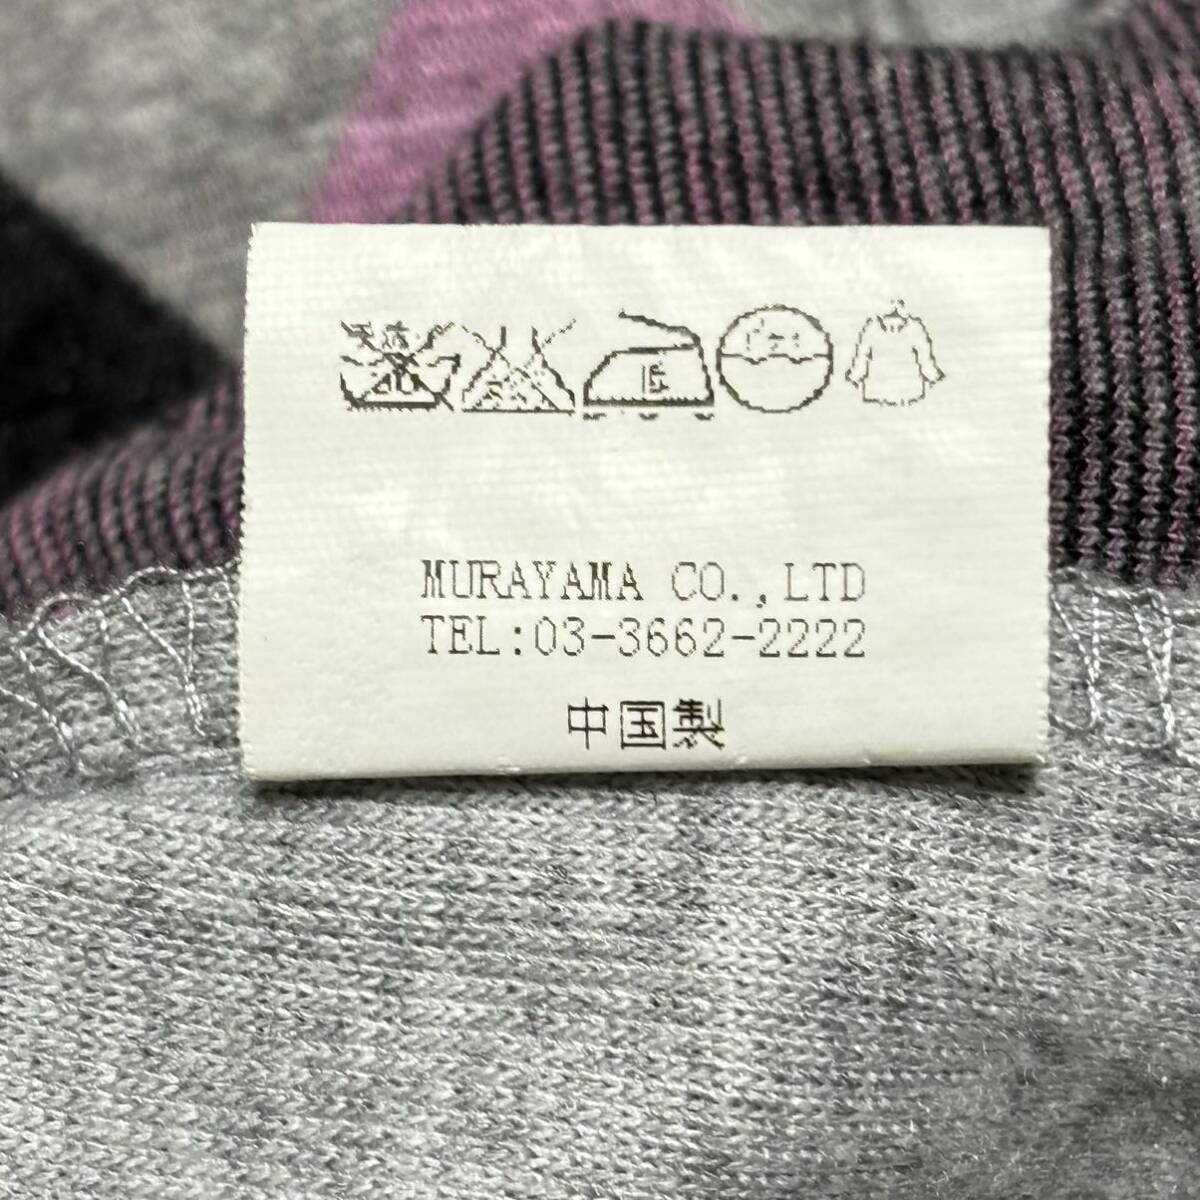 MURAYAMA CO.,LTD
TEL:03-3662-2222
中国製